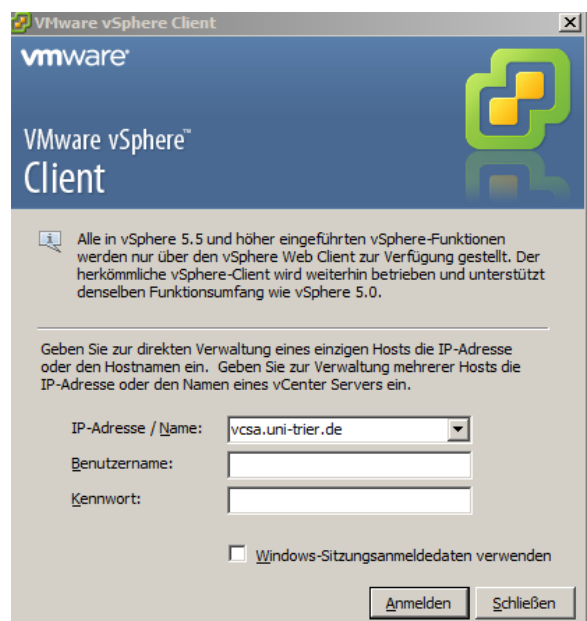 VMware vSphere Client
vmware
VMware vSphere™
Client
Alle in vSphere 5.5 und höher eingeführten vSphere-Funktionen
werden nur über den vSphere Web Client zur Verfügung gestellt. Der
herkömmliche vSphere-Client wird weiterhin betrieben und unterstützt
denselben Funktionsumfang wie vSphere 5.0.
Geben Sie zur direkten Verwaltung eines einzigen Hosts die IP-Adresse
oder den Hostnamen ein. Geben Sie zur Verwaltung mehrerer Hosts die
IP-Adresse oder den Namen eines vCenter Servers ein.
IP-Adresse / Name: vcsa.uni-trier.de
Benutzername:
Kennwort:
Windows-Sitzungsanmeldedaten verwenden
Anmelden Schließen